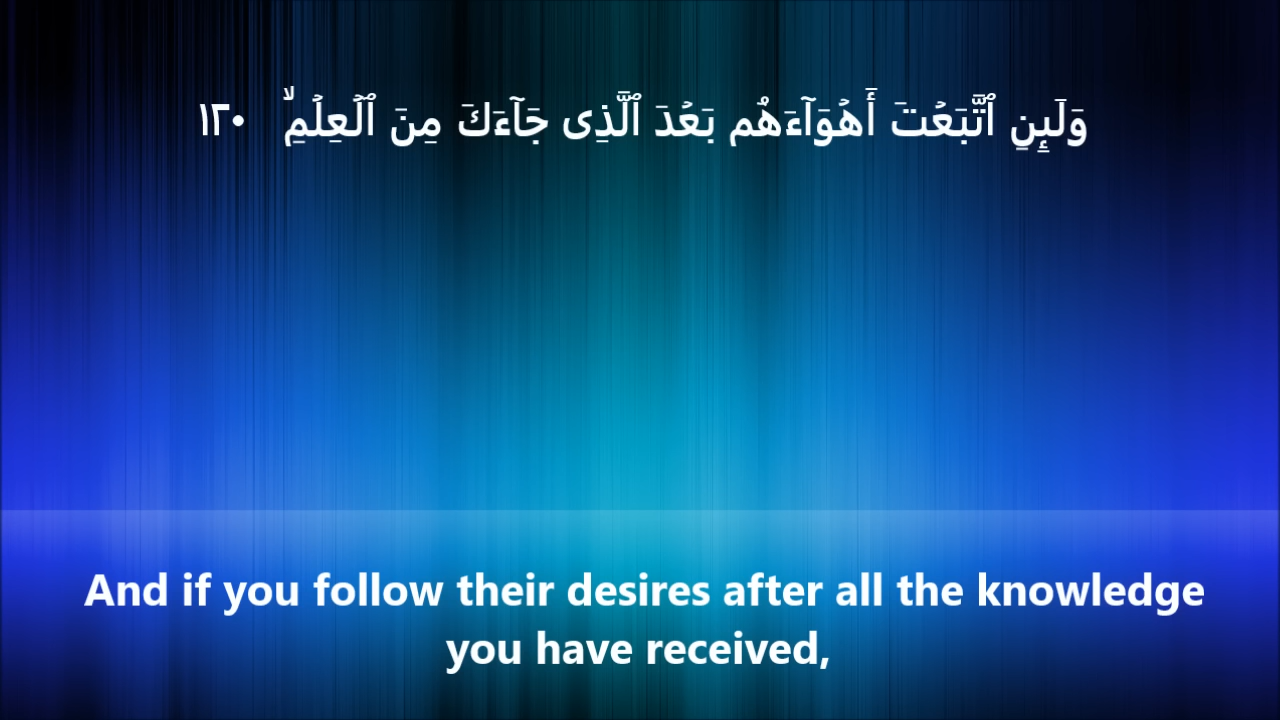 وَلَئِنِ ٱتَّبَعۡتَ أَهۡوَآءَهُم بَعۡدَ ٱلَّذِى جَآءَكَ مِنَ ٱلۡعِلۡمِۙ ١٢٠
And if you follow their desires after all the knowledge
you have received,